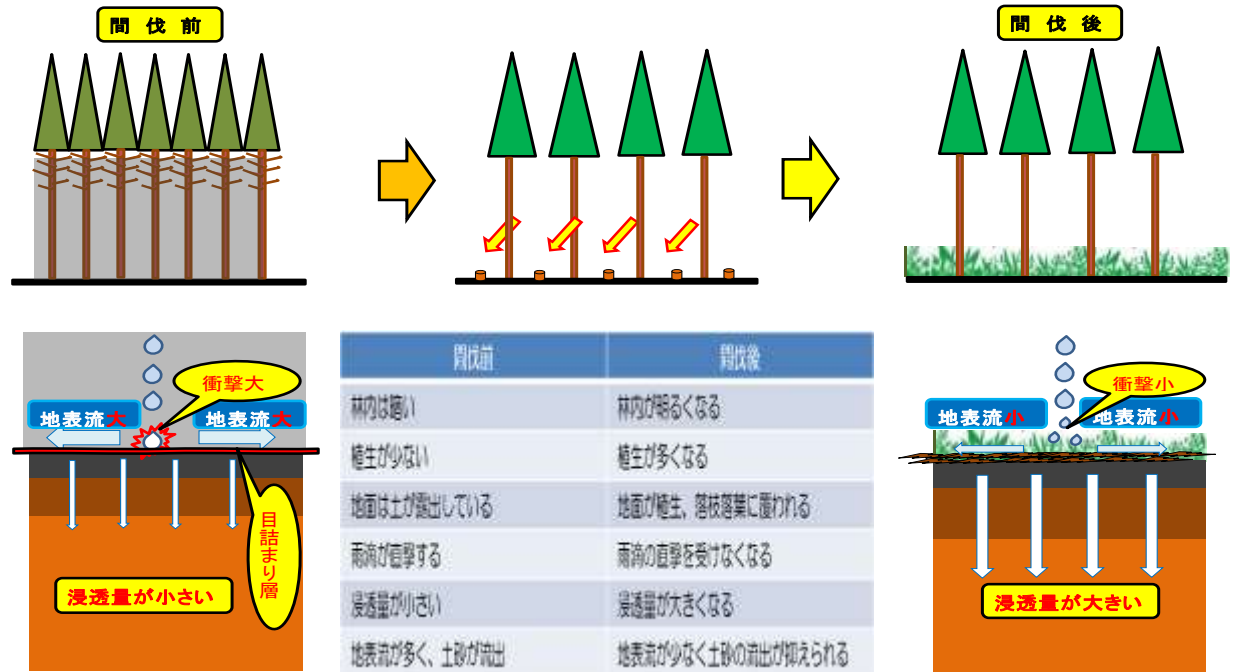 間 伐 前
間 伐 後
衝撃大
地表流大
地表流大
目詰まり層
浸透量が小さい
間伐前 間伐後
林内は暗い 林内が明るくなる
植生が少ない 植生が多くなる
地面は土が露出している 地面が植生、落枝落葉に覆われる
雨滴が直撃する 雨滴の直撃を受けなくなる
浸透量が小さい 浸透量が大きくなる
地表流が多く、土砂が流出 地表流が少なく土砂の流出が抑えられる
衝撃小
地表流小
地表流小
浸透量が大きい